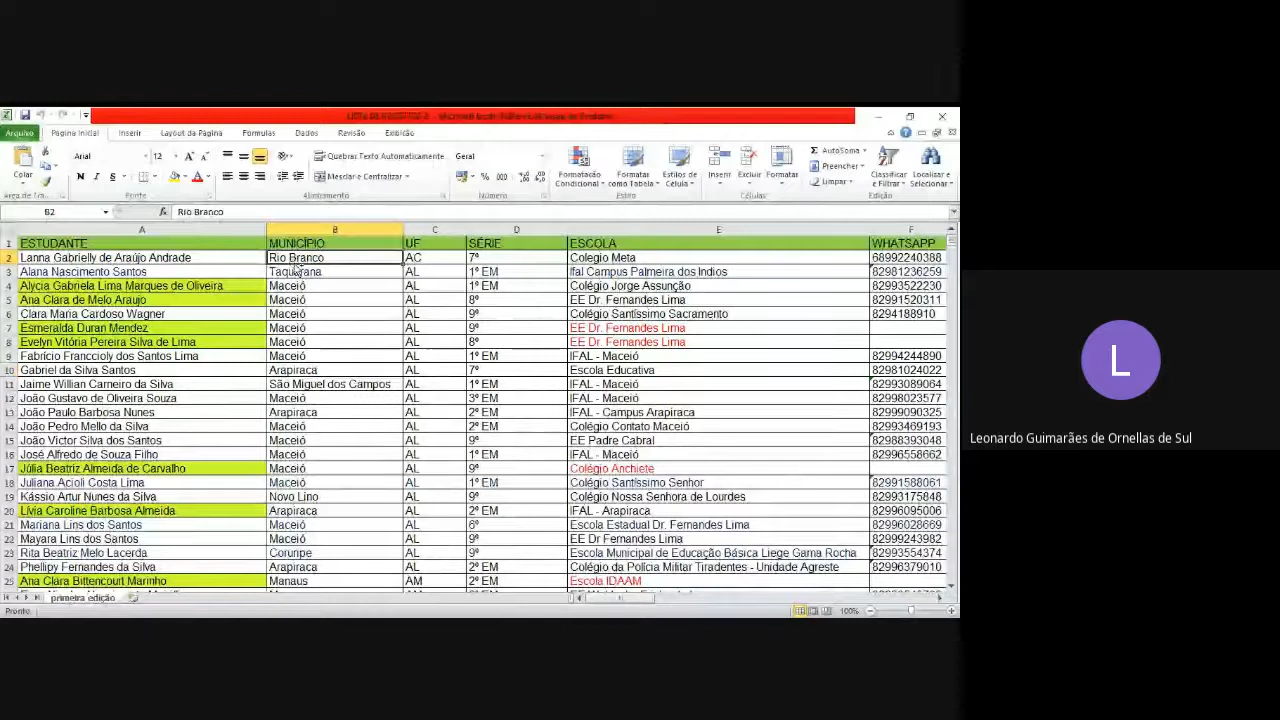 Arquivo Página Inicial Inserir Layout da Página Fórmulas Dados Revisão Exibição
Arial 12 Quebrar Texto Automaticamente Geral AutoSoma
Colar N I S Mesclar e Centralizar % 000 Formatação Condicional Formatar como Tabela Estilos de Célula Inserir Excluir Formatar Preencher Limpar Classificar e Filtrar Localizar e Selecionar
Fonte Alinhamento Número Estilo Células Edição
B2 fx Rio Branco
A B C D E F
1 ESTUDANTE MUNICÍPIO UF SÉRIE ESCOLA WHATSAPP
2 Lanna Gabrielly de Araújo Andrade Rio Branco AC 7º Colegio Meta 68992240388
3 Alana Nascimento Santos Taquarana AL 1º EM Ifal Campus Palmeira dos Indios 82981236259
4 Alycia Gabriela Lima Marques de Oliveira Maceió AL 1º EM Colégio Jorge Assunção 82993522230
5 Ana Clara de Melo Araujo Maceió AL 8º EE Dr. Fernandes Lima 82991520311
6 Clara Maria Cardoso Wagner Maceió AL 9º Colégio Santíssimo Sacramento 8294188910
7 Esmeralda Duran Mendez Maceió AL 9º EE Dr. Fernandes Lima
8 Evelyn Vitória Pereira Silva de Lima Maceió AL 8º EE Dr. Fernandes Lima
9 Fabrício Franccioly dos Santos Lima Maceió AL 1º EM IFAL - Maceió 82994244890
10 Gabriel da Silva Santos Arapiraca AL 7º Escola Educativa 82981024022
11 Jaime Willian Carneiro da Silva São Miguel dos Campos AL 1º EM IFAL - Maceió 82993089064
12 João Gustavo de Oliveira Souza Maceió AL 3º EM IFAL - Maceió 82998023577
13 João Paulo Barbosa Nunes Arapiraca AL 2º EM IFAL - Campus Arapiraca 82999090325
14 João Pedro Mello da Silva Maceió AL 2º EM Colégio Contato Maceió 82993469193
15 João Victor Silva dos Santos Maceió AL 9º EE Padre Cabral 82988393048
16 José Alfredo de Souza Filho Maceió AL 1º EM IFAL - Maceió 82996558662
17 Júlia Beatriz Almeida de Carvalho Maceió AL 9º Colégio Anchiete
18 Juliana Acioli Costa Lima Maceió AL 1º EM Colégio Santíssimo Senhor 82991588061
19 Kássio Artur Nunes da Silva Novo Lino AL 9º Colégio Nossa Senhora de Lourdes 82993175848
20 Lívia Caroline Barbosa Almeida Arapiraca AL 2º EM IFAL - Arapiraca 82996095006
21 Mariana Lins dos Santos Maceió AL 6º Escola Estadual Dr. Fernandes Lima 82996028669
22 Mayara Lins dos Santos Maceió AL 9º EE Dr Fernandes Lima 82999243982
23 Rita Beatriz Melo Lacerda Coruripe AL 9º Escola Municipal de Educação Básica Liege Gama Rocha 82993554374
24 Phellipy Fernandes da Silva Arapiraca AL 2º EM Colégio da Polícia Militar Tiradentes - Unidade Agreste 82996379010
25 Ana Clara Bittencourt Marinho Manaus AM 2º EM Escola IDAAM
primeira edição
Pronto 100%
L
Leonardo Guimarães de Ornellas de Sul